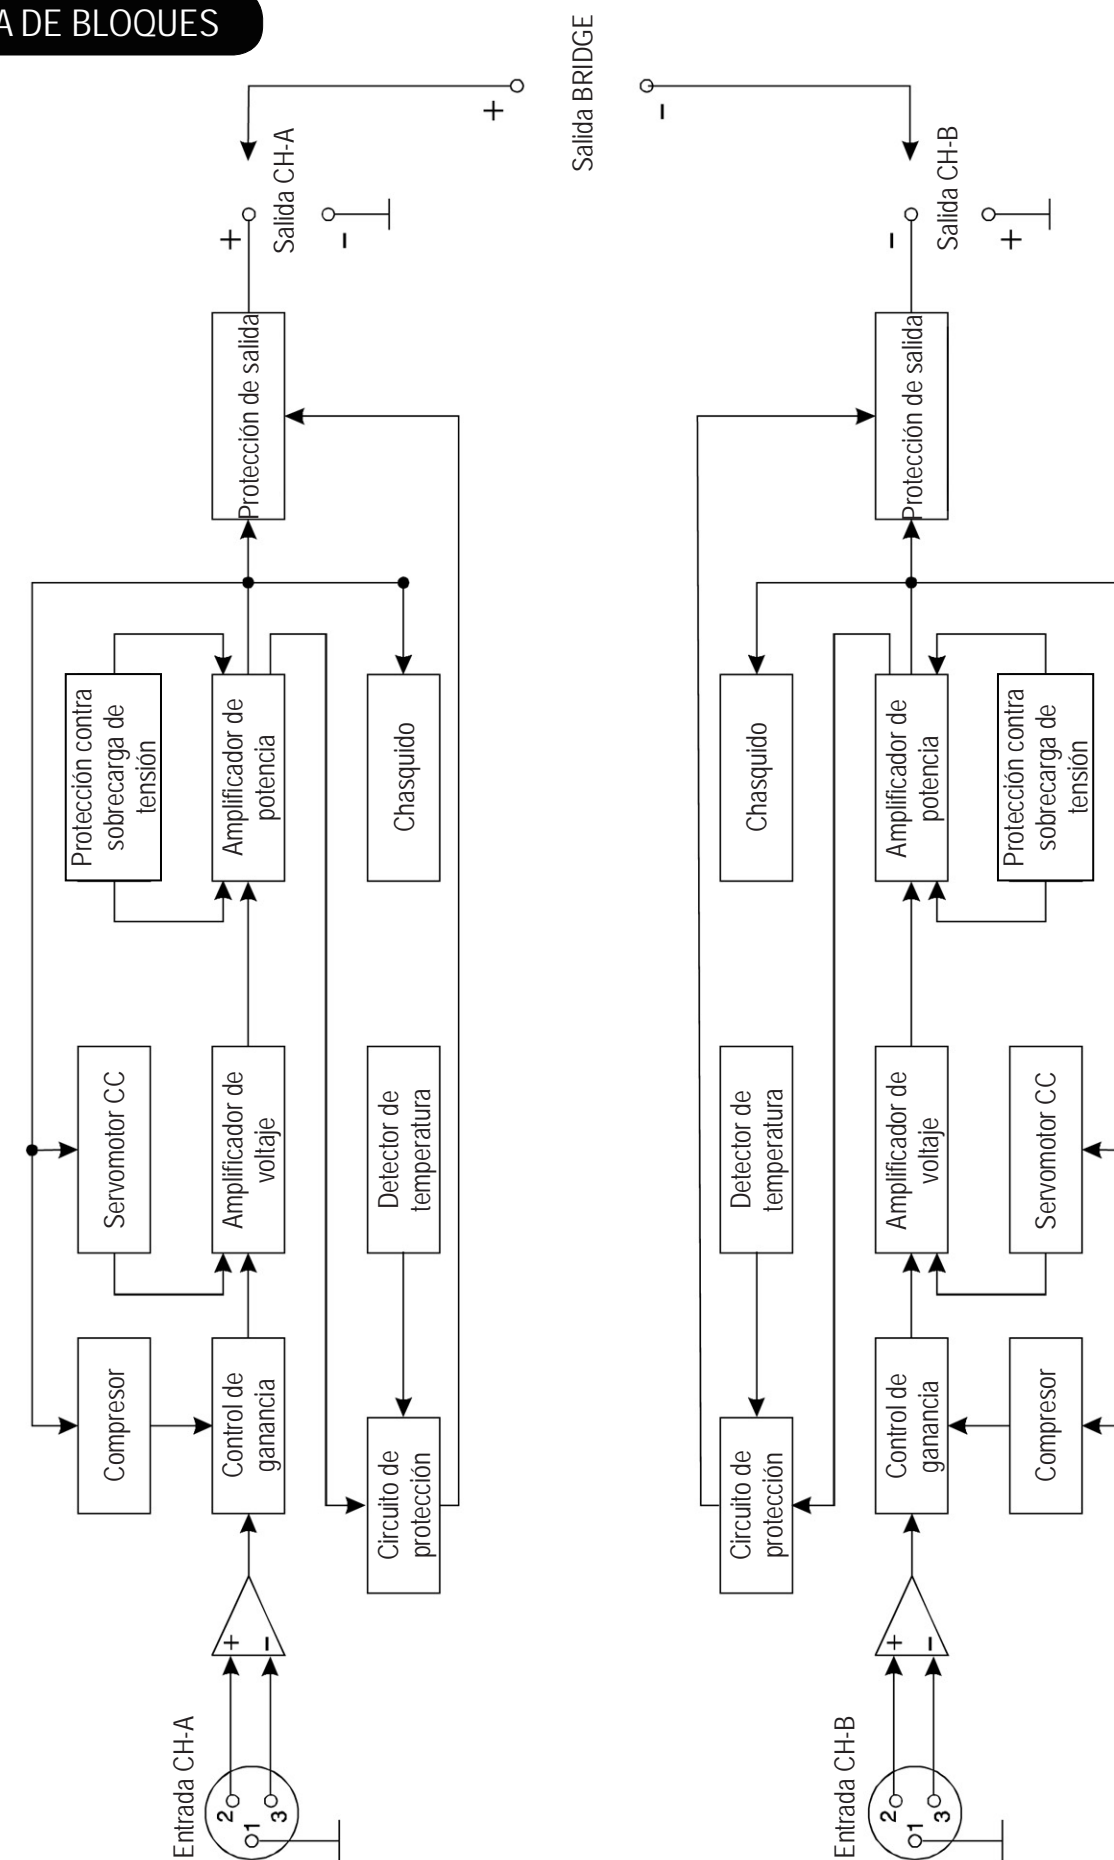 A DE BLOQUES
Entrada CH-A
2
1
3
+
-
Compresor
Control de
ganancia
Circuito de
protección
Servomotor CC
Amplificador de
voltaje
Detector de
temperatura
Protección contra
sobrecarga de
tensión
Amplificador de
potencia
Chasquido
Protección de salida
+
Salida CH-A
-
+
Salida BRIDGE
-
Entrada CH-B
2
1
3
+
-
Circuito de
protección
Control de
ganancia
Compresor
Detector de
temperatura
Amplificador de
voltaje
Servomotor CC
Chasquido
Amplificador de
potencia
Protección contra
sobrecarga de
tensión
Protección de salida
-
Salida CH-B
+